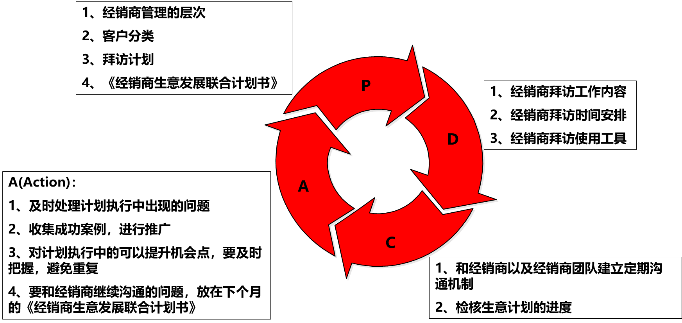 1、经销商管理的层次
2、客户分类
3、拜访计划
4、《经销商生意发展联合计划书》
P
1、经销商拜访工作内容
2、经销商拜访时间安排
3、经销商拜访使用工具
D
A
C
A(Action)：
1、及时处理计划执行中出现的问题
2、收集成功案例，进行推广
3、对计划执行中的可以提升机会点，要及时
把握，避免重复
4、要和经销商继续沟通的问题，放在下个月
的《经销商生意发展联合计划书》
1、和经销商以及经销商团队建立定期沟
通机制
2、检核生意计划的进度